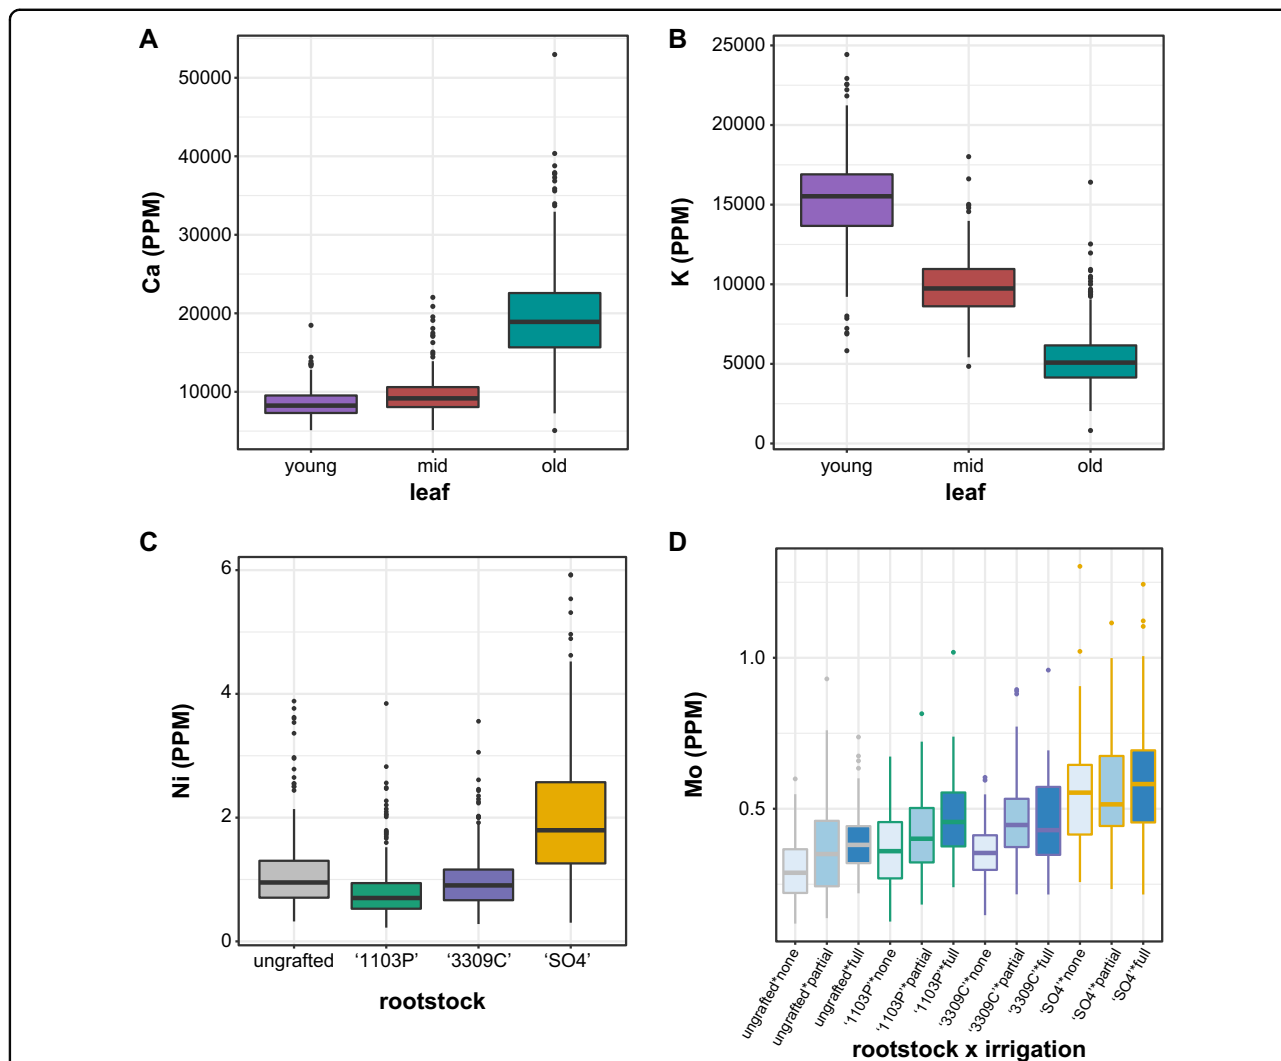 A
Ca (PPM)
50000
40000
30000
20000
10000
young mid old
leaf
B
K (PPM)
25000
20000
15000
10000
5000
0
young mid old
leaf
C
Ni (PPM)
6
4
2
0
ungrafted ‘1103P’ ‘3309C’ ‘SO4’
rootstock
D
Mo (PPM)
1.0
0.5
ungrafted*none
ungrafted*partial
ungrafted*full
‘1103P’*none
‘1103P’*partial
‘1103P’*full
‘3309C’*none
‘3309C’*partial
‘3309C’*full
‘SO4’*none
‘SO4’*partial
‘SO4’*full
rootstock x irrigation